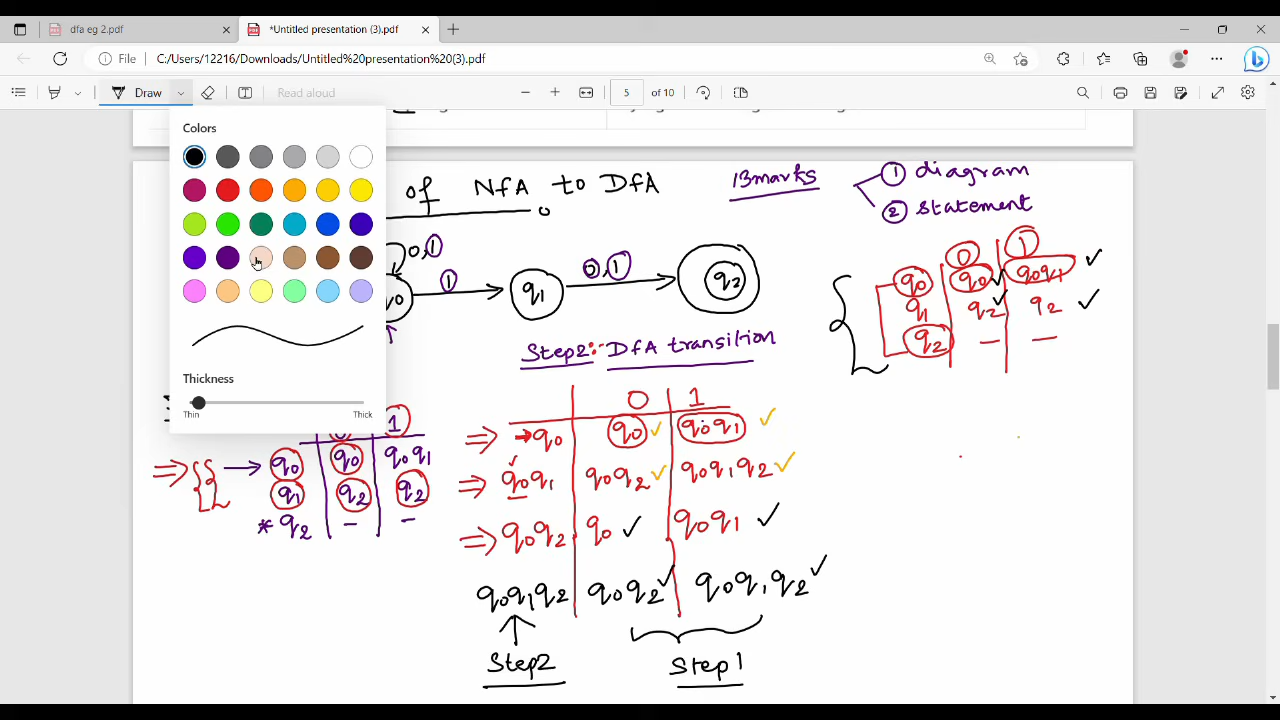 dfa eg 2.pdf
*Untitled presentation (3).pdf
File C:/Users/12216/Downloads/Untitled%20presentation%20(3).pdf
Draw Read aloud 5 of 10
Colors
Thickness
Thin Thick
of NfA to DfA
13marks
① diagram
② statement
0,1
1
0,1
q0 q1 q2
0 1
q0 q0 q0q1
q1 q2 q2
q2 - -
Step2:- DfA transition
1
→ q0 q0 q0q1
q1 q2 q2
* q2 - -
0 1
⇒ →q0 q0 q0q1
⇒ q0q1 q0q2 q0q1q2
⇒ q0q2 q0 q0q1
q0q1q2 q0q2 q0q1q2
Step2 Step1